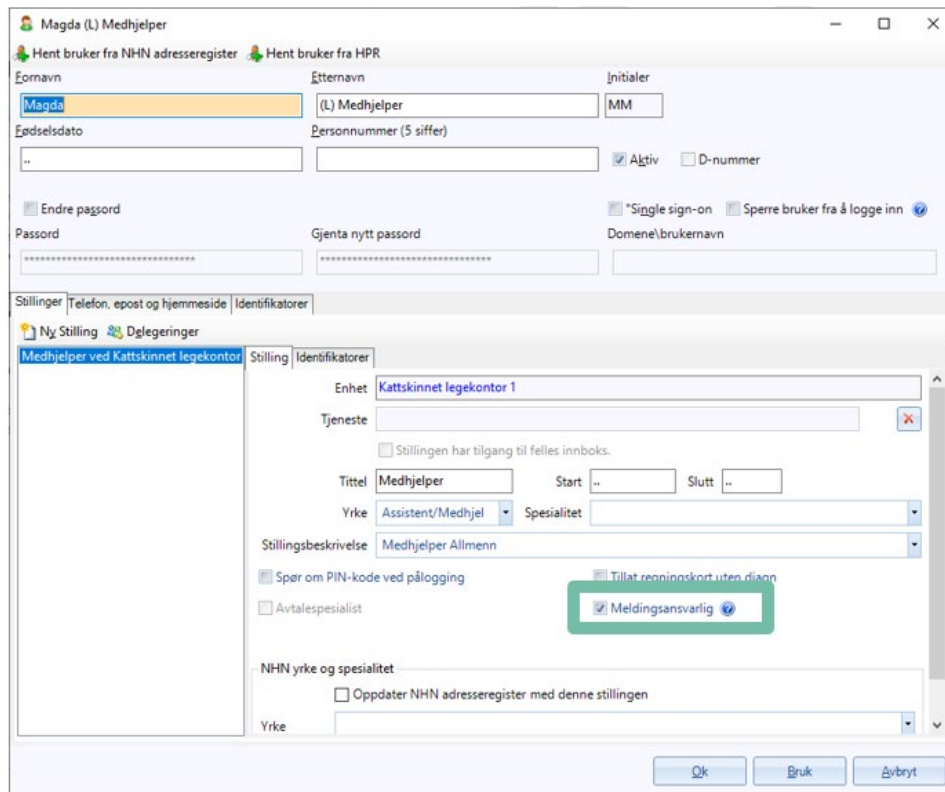 Magda (L) Medhjelper
Hent bruker fra NHN adresseregister Hent bruker fra HPR
Fornavn Etternavn Initialer
Magda (L) Medhjelper MM
Fødselsdato Personnummer (5 siffer)
.. Aktiv D-nummer
Endre passord *Single sign-on Sperre bruker fra å logge inn
Passord Gjenta nytt passord Domene\brukernavn
********************************* *********************************
Stillinger Telefon, epost og hjemmeside Identifikatorer
Ny Stilling Delegeringer
Medhjelper ved Kattskinnet legekontor Stilling Identifikatorer
Enhet Kattskinnet legekontor 1
Tjeneste
Stillingen har tilgang til felles innboks.
Tittel Medhjelper Start .. Slutt ..
Yrke Assistent/Medhjel Spesialitet
Stillingsbeskrivelse Medhjelper Allmenn
Spør om PIN-kode ved pålogging Tillat regningskort uten diagn
Avtalespesialist Meldingsansvarlig
NHN yrke og spesialitet
Oppdater NHN adresseregister med denne stillingen
Yrke
Ok Bruk Avbryt